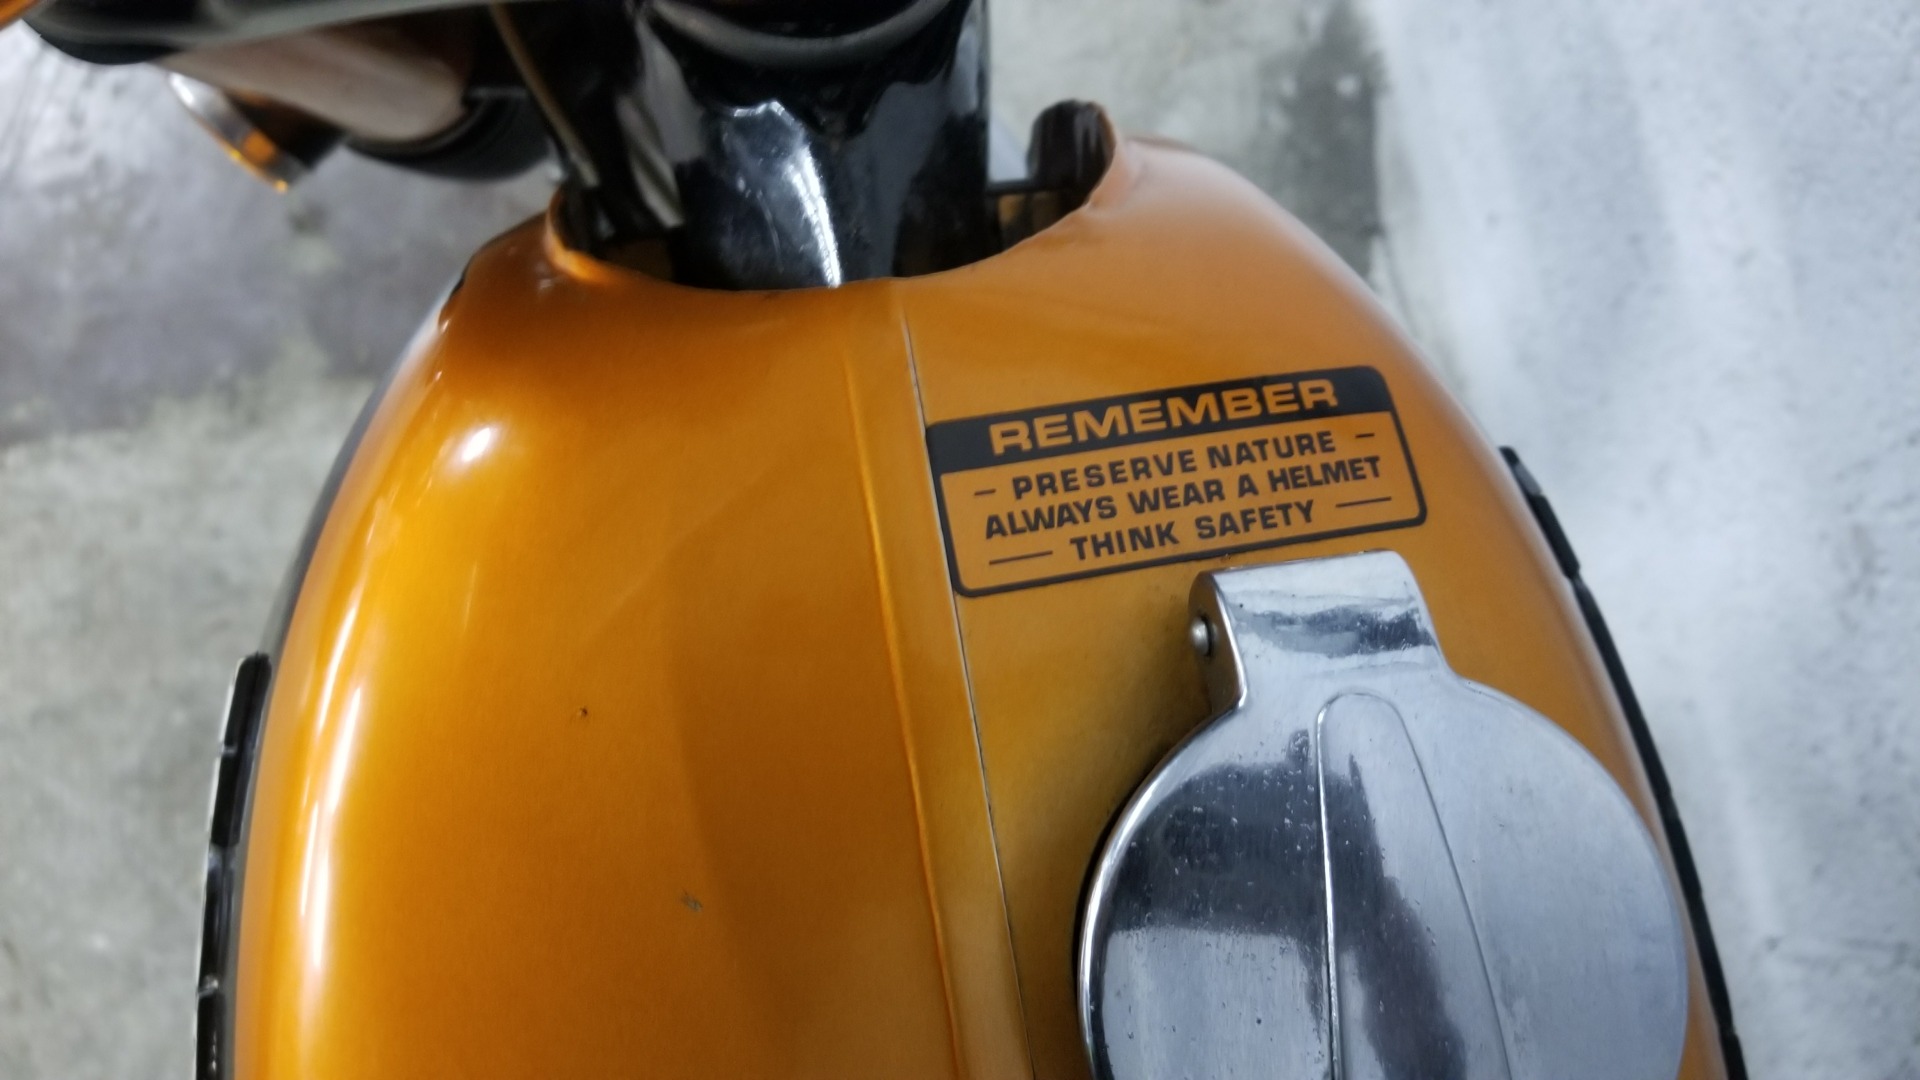 REMEMBER
– PRESERVE NATURE –
ALWAYS WEAR A HELMET
— THINK SAFETY —